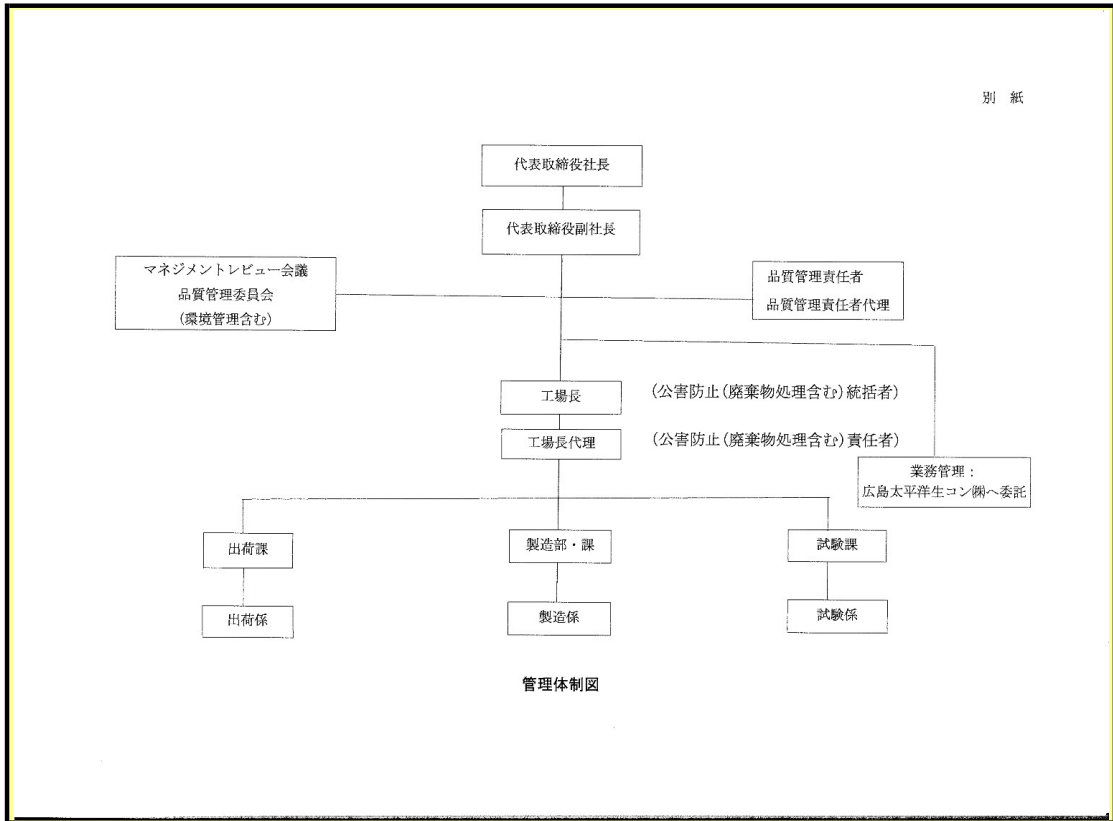 別 紙
代表取締役社長
代表取締役副社長
マネジメントレビュー会議
品質管理委員会
(環境管理含む)
品質管理責任者
品質管理責任者代理
工場長
(公害防止(廃棄物処理含む)統括者)
工場長代理
(公害防止(廃棄物処理含む)責任者)
業務管理：
広島太平洋生コン㈱へ委託
出荷課
製造部・課
試験課
出荷係
製造係
試験係
管理体制図